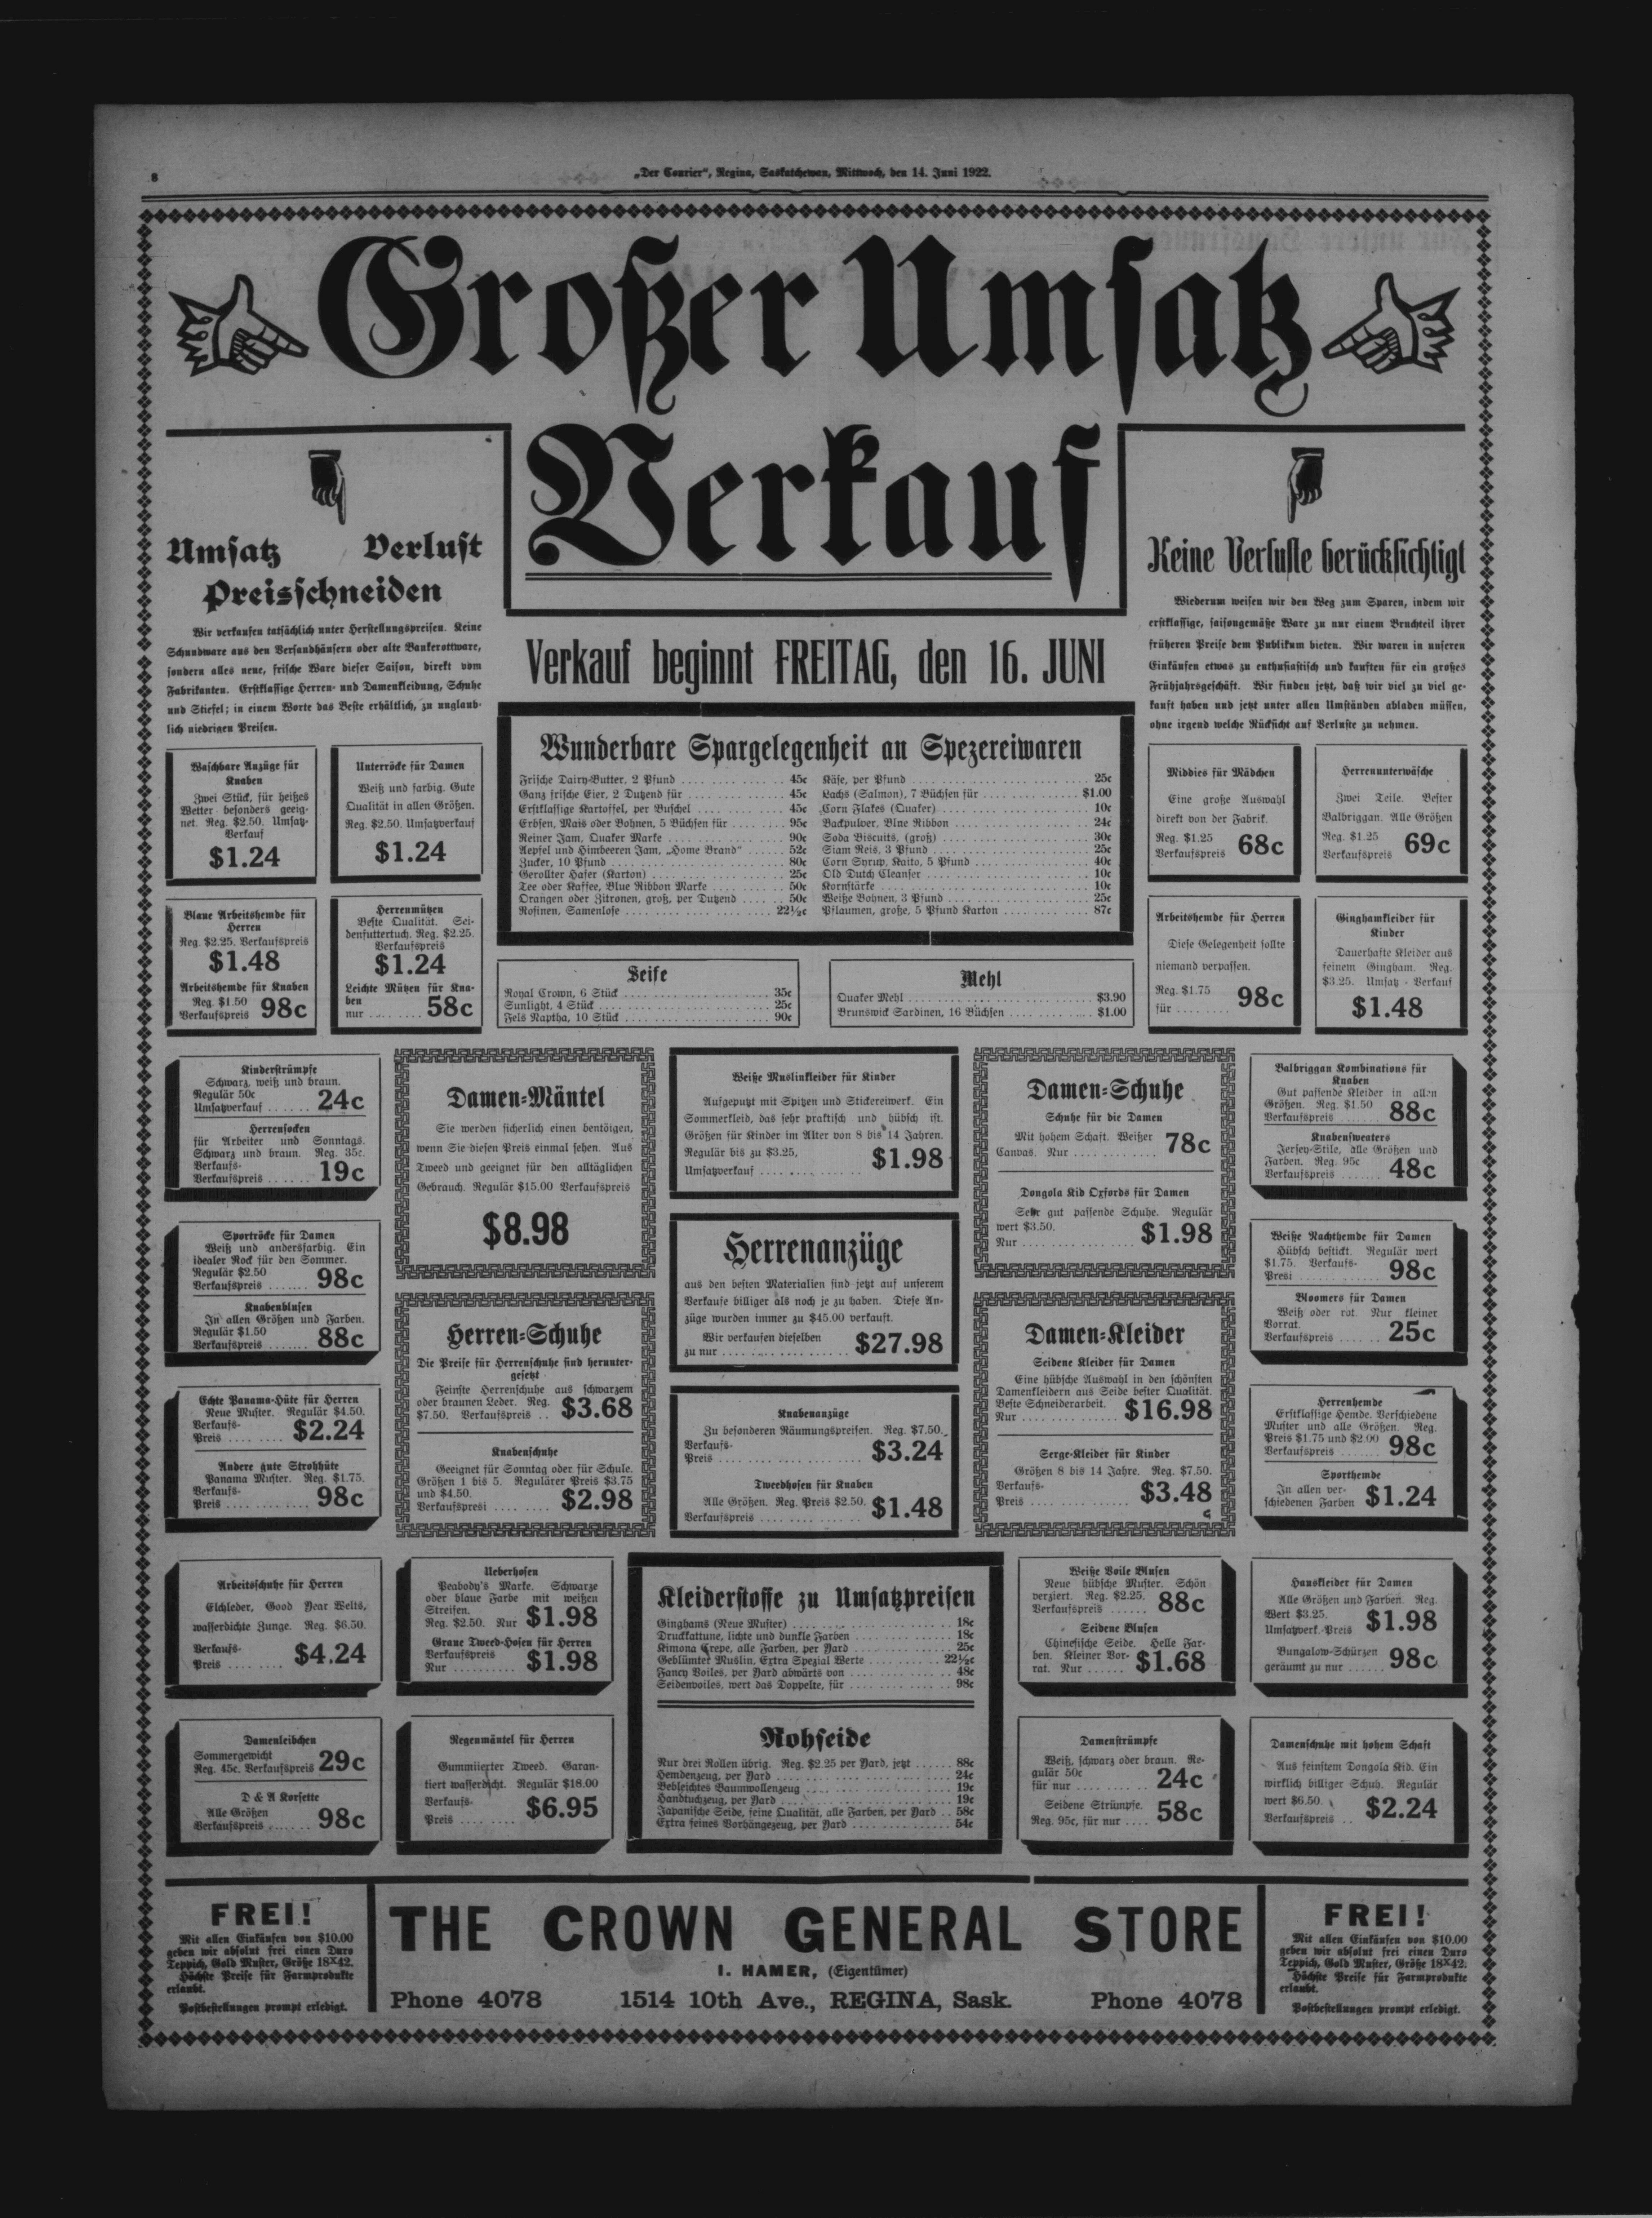 8
„Der Courier“, Regina, Saskatchewan, Mittwoch, den 14. Juni 1922.
Großer Umsatz
Verkauf
Umsatz Verlust
Preisschneiden
Wir verkaufen tatsächlich unter Herstellungspreisen. Keine
Schundware aus den Versandhäusern oder alte Bankerottware,
sondern alles neue, frische Ware dieser Saison, direkt vom
Fabrikanten. Erstklassige Herren- und Damenkleidung, Schuhe
und Stiefel; in einem Worte das Beste erhältlich, zu unglaub-
lich niedrigen Preisen.
Keine Verluste berücksichtigt
Wiederum weisen wir den Weg zum Sparen, indem wir
erstklassige, saisongemäße Ware zu nur einem Bruchteil ihrer
früheren Preise dem Publikum bieten. Wir waren in unseren
Einkäufen etwas zu enthusiastisch und kauften für ein großes
Frühjahrsgeschäft. Wir finden jetzt, daß wir viel zu viel ge-
kauft haben und jetzt unter allen Umständen abladen müssen,
ohne irgend welche Rücksicht auf Verluste zu nehmen.
Verkauf beginnt FREITAG, den 16. JUNI
Waschbare Anzüge für
Knaben
Zwei Stück, für heißes
Wetter besonders geeig-
net. Reg. $2.50. Umsatz-
Verkauf
$1.24
Unterröcke für Damen
Weiß und farbig. Gute
Qualität in allen Größen.
Reg. $2.50. Umsatzverkauf
$1.24
Blaue Arbeitshemde für
Herren
Reg. $2.25. Verkaufspreis
$1.48
Arbeitshemde für Knaben
Reg. $1.50
Verkaufspreis 98c
Herrenmützen
Beste Qualität. Sei-
denfuttertuch. Reg. $2.25.
Verkaufspreis
$1.24
Leichte Mützen für Kna-
ben
nur ........ 58c
Wunderbare Spargelegenheit an Spezereiwaren
Frische Dairy-Butter, 2 Pfund .......... 45c
Ganz frische Eier, 2 Dutzend für .......... 45c
Erstklassige Kartoffel, per Buschel .......... 45c
Erbsen, Mais oder Bohnen, 5 Büchsen für .......... 95c
Reiner Jam, Quaker Marke .......... 90c
Aepfel und Himbeeren Jam, „Home Brand“ .......... 52c
Zucker, 10 Pfund .......... 80c
Gerollter Hafer (Karton) .......... 25c
Tee oder Kaffee, Blue Ribbon Marke .......... 50c
Orangen oder Zitronen, groß, per Dutzend .......... 50c
Rosinen, Samenlose .......... 22½c
Käse, per Pfund .......... 25c
Lachs (Salmon), 7 Büchsen für .......... $1.00
Corn Flakes (Quaker) .......... 10c
Backpulver, Blue Ribbon .......... 24c
Soda Biscuits, (groß) .......... 30c
Siam Reis, 3 Pfund .......... 25c
Corn Syrup, Kaito, 5 Pfund .......... 40c
Old Dutch Cleanser .......... 10c
Kornstärke .......... 10c
Weiße Bohnen, 3 Pfund .......... 25c
Pflaumen, große, 5 Pfund Karton .......... 87c
Seife
Royal Crown, 6 Stück .......... 35c
Sunlight, 4 Stück .......... 25c
Fels Naptha, 10 Stück .......... 90c
Mehl
Quaker Mehl .......... $3.90
Brunswick Sardinen, 16 Büchsen .......... $1.00
Middies für Mädchen
Eine große Auswahl
direkt von der Fabrik.
Reg. $1.25
Verkaufspreis 68c
Herrenunterwäsche
Zwei Teile. Bester
Balbriggan. Alle Größen
Reg. $1.25
Verkaufspreis 69c
Arbeitshemde für Herren
Diese Gelegenheit sollte
niemand verpassen.
Reg. $1.75
für ........ 98c
Ginghamkleider für
Kinder
Dauerhafte Kleider aus
feinem Gingham. Reg.
$3.25. Umsatz - Verkauf
$1.48
Kinderstrümpfe
Schwarz, weiß und braun.
Regulär 50c
Umsatzverkauf ...... 24c
Herrensocken
für Arbeiter und Sonntags.
Schwarz und braun. Reg. 35c.
Verkaufs-
Verkaufspreis ....... 19c
Damen-Mäntel
Sie werden sicherlich einen bentöigen,
wenn Sie diesen Preis einmal sehen. Aus
Tweed und geeignet für den alltäglichen
Gebrauch. Regulär $15.00 Verkaufspreis
$8.98
Weiße Muslinkleider für Kinder
Aufgeputzt mit Spitzen und Stickereiwerk. Ein
Sommerkleid, das sehr praktisch und hübsch ist.
Größen für Kinder im Alter von 8 bis 14 Jahren.
Regulär bis zu $3.25,
Umsatzverkauf ............ $1.98
Damen-Schuhe
Schuhe für die Damen
Mit hohem Schaft. Weißer
Canvas. Nur ............ 78c
Dongola Kid Oxfords für Damen
Sehr gut passende Schuhe. Regulär
wert $3.50.
Nur ................ $1.98
Balbriggan Kombinations für
Knaben
Gut passende Kleider in allen
Größen. Reg. $1.50
Verkaufspreis ....... 88c
Knabensweaters
Jersey-Stile, alle Größen und
Farben. Reg. 95c
Verkaufspreis ....... 48c
Sportröcke für Damen
Weiß und andersfarbig. Ein
idealer Rock für den Sommer.
Regulär $2.50
Verkaufspreis ....... 98c
Knabenblusen
In allen Größen und Farben.
Regulär $1.50
Verkaufspreis ....... 88c
Herren-Schuhe
Die Preise für Herrenschuhe sind herunter-
gesetzt
Feinste Herrenschuhe aus schwarzem
oder braunen Leder. Reg.
$7.50. Verkaufspreis .. $3.68
Knabenschuhe
Geeignet für Sonntag oder für Schule.
Größen 1 bis 5. Regulärer Preis $3.75
und $4.50.
Verkaufspresi ........ $2.98
Herrenanzüge
aus den besten Materialien sind jetzt auf unserem
Verkaufe billiger als noch je zu haben. Diese An-
züge wurden immer zu $45.00 verkauft.
Wir verkaufen dieselben
zu nur ................ $27.98
Knabenanzüge
Zu besonderen Räumungspreisen. Reg. $7.50.
Verkaufs-
Preis .................. $3.24
Tweedhosen für Knaben
Alle Größen. Reg. Preis $2.50.
Verkaufspreis .............. $1.48
Damen-Kleider
Seidene Kleider für Damen
Eine hübsche Auswahl in den schönsten
Damenkleidern aus Seide bester Qualität.
Beste Schneiderarbeit.
Nur .............. $16.98
Serge-Kleider für Kinder
Größen 8 bis 14 Jahre. Reg. $7.50.
Verkaufs-
Preis .............. $3.48
Weiße Nachthemde für Damen
Hübsch bestickt. Regulär wert
$1.75. Verkaufs-
Presi ............ 98c
Bloomers für Damen
Weiß oder rot. Nur kleiner
Vorrat.
Verkaufspreis ...... 25c
Echte Panama-Hüte für Herren
Neue Muster. Regulär $4.50.
Verkaufs-
Preis ........ $2.24
Andere gute Strohhüte
Panama Muster. Reg. $1.75.
Verkaufs-
Preis ............ 98c
Herrenhemde
Erstklassige Hemde. Verschiedene
Muster und alle Größen. Reg.
Preis $1.75 und $2.00
Verkaufspreis ....... 98c
Sporthemde
In allen ver-
schiedenen Farben $1.24
Arbeitsschuhe für Herren
Elchleder, Good Year Welts,
wasserdichte Zunge. Reg. $6.50.
Verkaufs-
Preis ........ $4.24
Ueberhosen
Peabody's Marke. Schwarze
oder blaue Farbe mit weißen
Streifen.
Reg. $2.50. Nur $1.98
Graue Tweed-Hosen für Herren
Verkaufspreis
Nur .......... $1.98
Kleiderstoffe zu Umsatzpreisen
Ginghams (Neue Muster) .......... 18c
Druckattune, lichte und dunkle Farben .......... 18c
Kimona Crepe, alle Farben, per Yard .......... 25c
Geblümter Muslin, Extra Spezial Werte .......... 22½c
Fancy Voiles, per Yard abwärts von .......... 48c
Seidenvoiles, wert das Doppelte, für .......... 98c
Rohseide
Nur drei Rollen übrig. Reg. $2.25 per Yard, jetzt ...... 88c
Hemdenzeug, per Yard .......... 24c
Gebleichtes Baumwollenzeug .......... 19c
Handtuchzeug, per Yard .......... 19c
Japanische Seide, feine Qualität, alle Farben, per Yard .. 58c
Extra feines Vorhängezeug, per Yard .......... 54c
Weiße Voile Blusen
Neue hübsche Muster. Schön
verziert. Reg. $2.25.
Verkaufspreis ...... 88c
Seidene Blusen
Chinesische Seide. Helle Far-
ben. Kleiner Vor-
rat. Nur ...... $1.68
Hauskleider für Damen
Alle Größen und Farben. Reg.
Wert $3.25.
Umsatzverk.-Preis $1.98
Bungalow-Schürzen
geräumt zu nur ...... 98c
Damenleibchen
Sommergewicht
Reg. 45c. Verkaufspreis 29c
D & A Korsette
Alle Größen
Verkaufspreis ...... 98c
Regenmäntel für Herren
Gummiierter Tweed. Garan-
tiert wasserdicht. Regulär $18.00
Verkaufs-
Preis ........ $6.95
Damenstrümpfe
Weiß, schwarz oder braun. Re-
gulär 50c
für nur .......... 24c
Seidene Strümpfe.
Reg. 95c, für nur .... 58c
Damenschuhe mit hohem Schaft
Aus feinstem Dongola Kid. Ein
wirklich billiger Schuh. Regulär
wert $6.50.
Verkaufspreis .. $2.24
FREI!
Mit allen Einkäufen von $10.00
geben wir absolut frei einen Duro
Teppich, Gold Muster, Größe 18x42.
Höchste Preise für Farmprodukte
erlaubt.
Postbestellungen prompt erledigt.
THE CROWN GENERAL STORE
I. HAMER, (Eigentümer)
Phone 4078 1514 10th Ave., REGINA, Sask. Phone 4078
FREI!
Mit allen Einkäufen von $10.00
geben wir absolut frei einen Duro
Teppich, Gold Muster, Größe 18x42.
Höchste Preise für Farmprodukte
erlaubt.
Postbestellungen prompt erledigt.